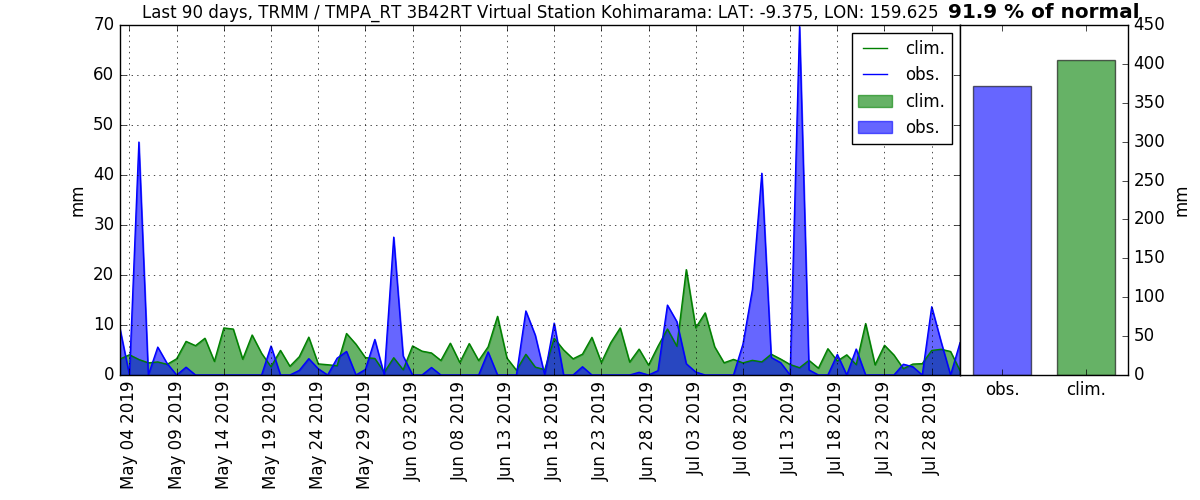 Last 90 days, TRMM / TMPA_RT 3B42RT Virtual Station Kohimarama: LAT: -9.375, LON: 159.625 91.9 % of normal
70
60
50
40
30
20
10
0
mm
clim.
obs.
clim.
obs.
450
400
350
300
250
200
150
100
50
0
mm
May 04 2019
May 09 2019
May 14 2019
May 19 2019
May 24 2019
May 29 2019
Jun 03 2019
Jun 08 2019
Jun 13 2019
Jun 18 2019
Jun 23 2019
Jun 28 2019
Jul 03 2019
Jul 08 2019
Jul 13 2019
Jul 18 2019
Jul 23 2019
Jul 28 2019
obs. clim.